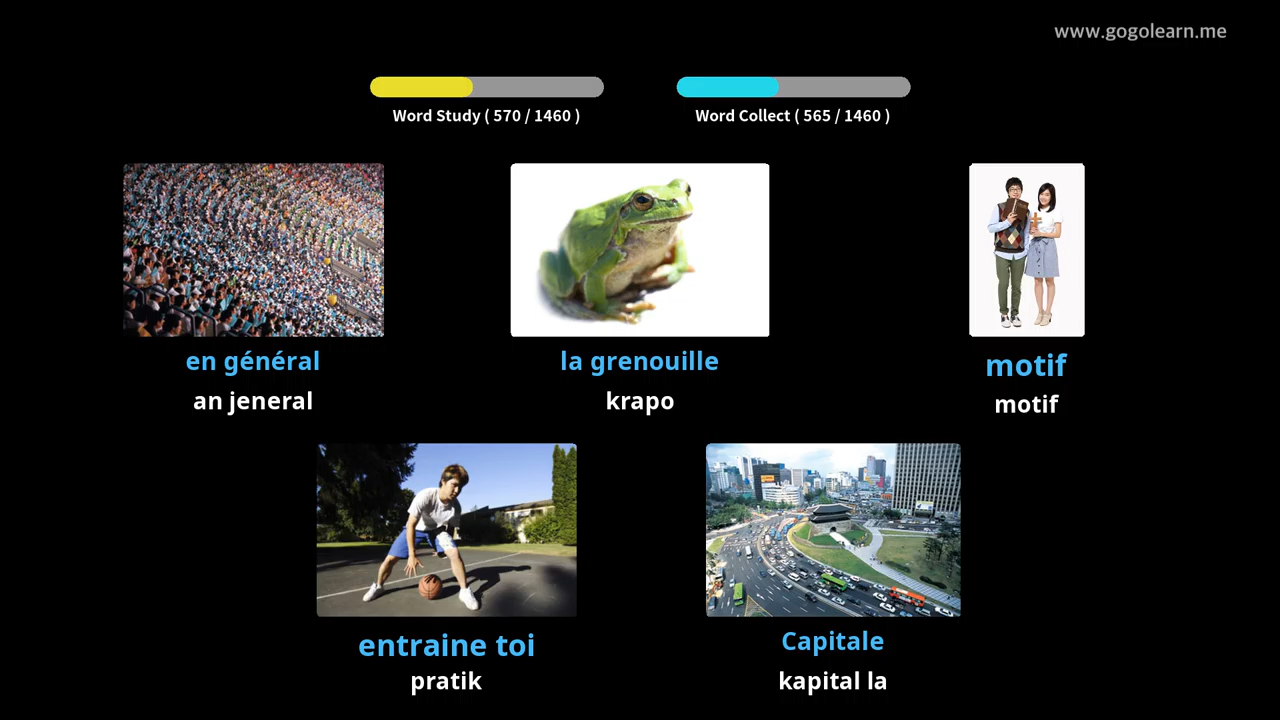 www.gogolearn.me
Word Study ( 570 / 1460 )
Word Collect ( 565 / 1460 )
en général
an jeneral
la grenouille
krapo
motif
motif
entraine toi
pratik
Capitale
kapital la